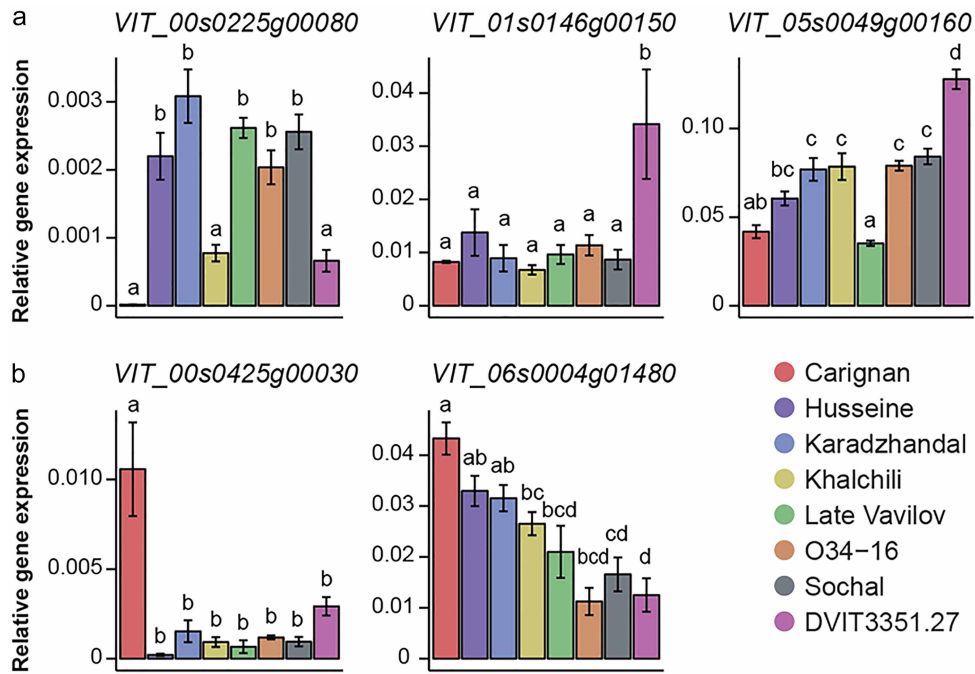 a
VIT_00s0225g00080 VIT_01s0146g00150 VIT_05s0049g00160
Relative gene expression
0.003
0.002
0.001
0
a b b a b b b a
0.04
0.03
0.02
0.01
0
a a a a a a a b
0.10
0.05
0
ab bc c c a c c d
b
VIT_00s0425g00030 VIT_06s0004g01480
Relative gene expression
0.010
0.005
0
a b b b b b b b
0.04
0.03
0.02
0.01
0
a ab ab bc bcd bcd cd d
Carignan
Husseine
Karadzhandal
Khalchili
Late Vavilov
O34−16
Sochal
DVIT3351.27